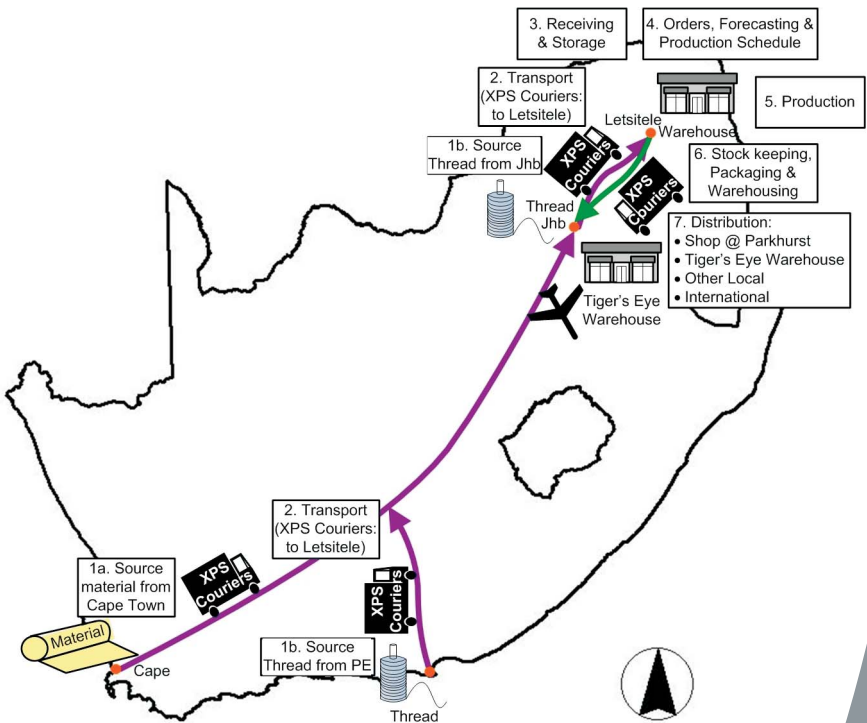 3. Receiving
& Storage
4. Orders, Forecasting &
Production Schedule
2. Transport
(XPS Couriers:
to Letsitele)
5. Production
Letsitele
Warehouse
1b. Source
Thread from Jhb
XPS
Couriers
6. Stock keeping,
Packaging &
Warehousing
XPS
Couriers
Thread
Jhb
7. Distribution:
• Shop @ Parkhurst
• Tiger's Eye Warehouse
• Other Local
• International
Tiger's Eye
Warehouse
2. Transport
(XPS Couriers:
to Letsitele)
1a. Source
material from
Cape Town
XPS
Couriers
XPS
Couriers
Material
Cape
1b. Source
Thread from PE
Thread